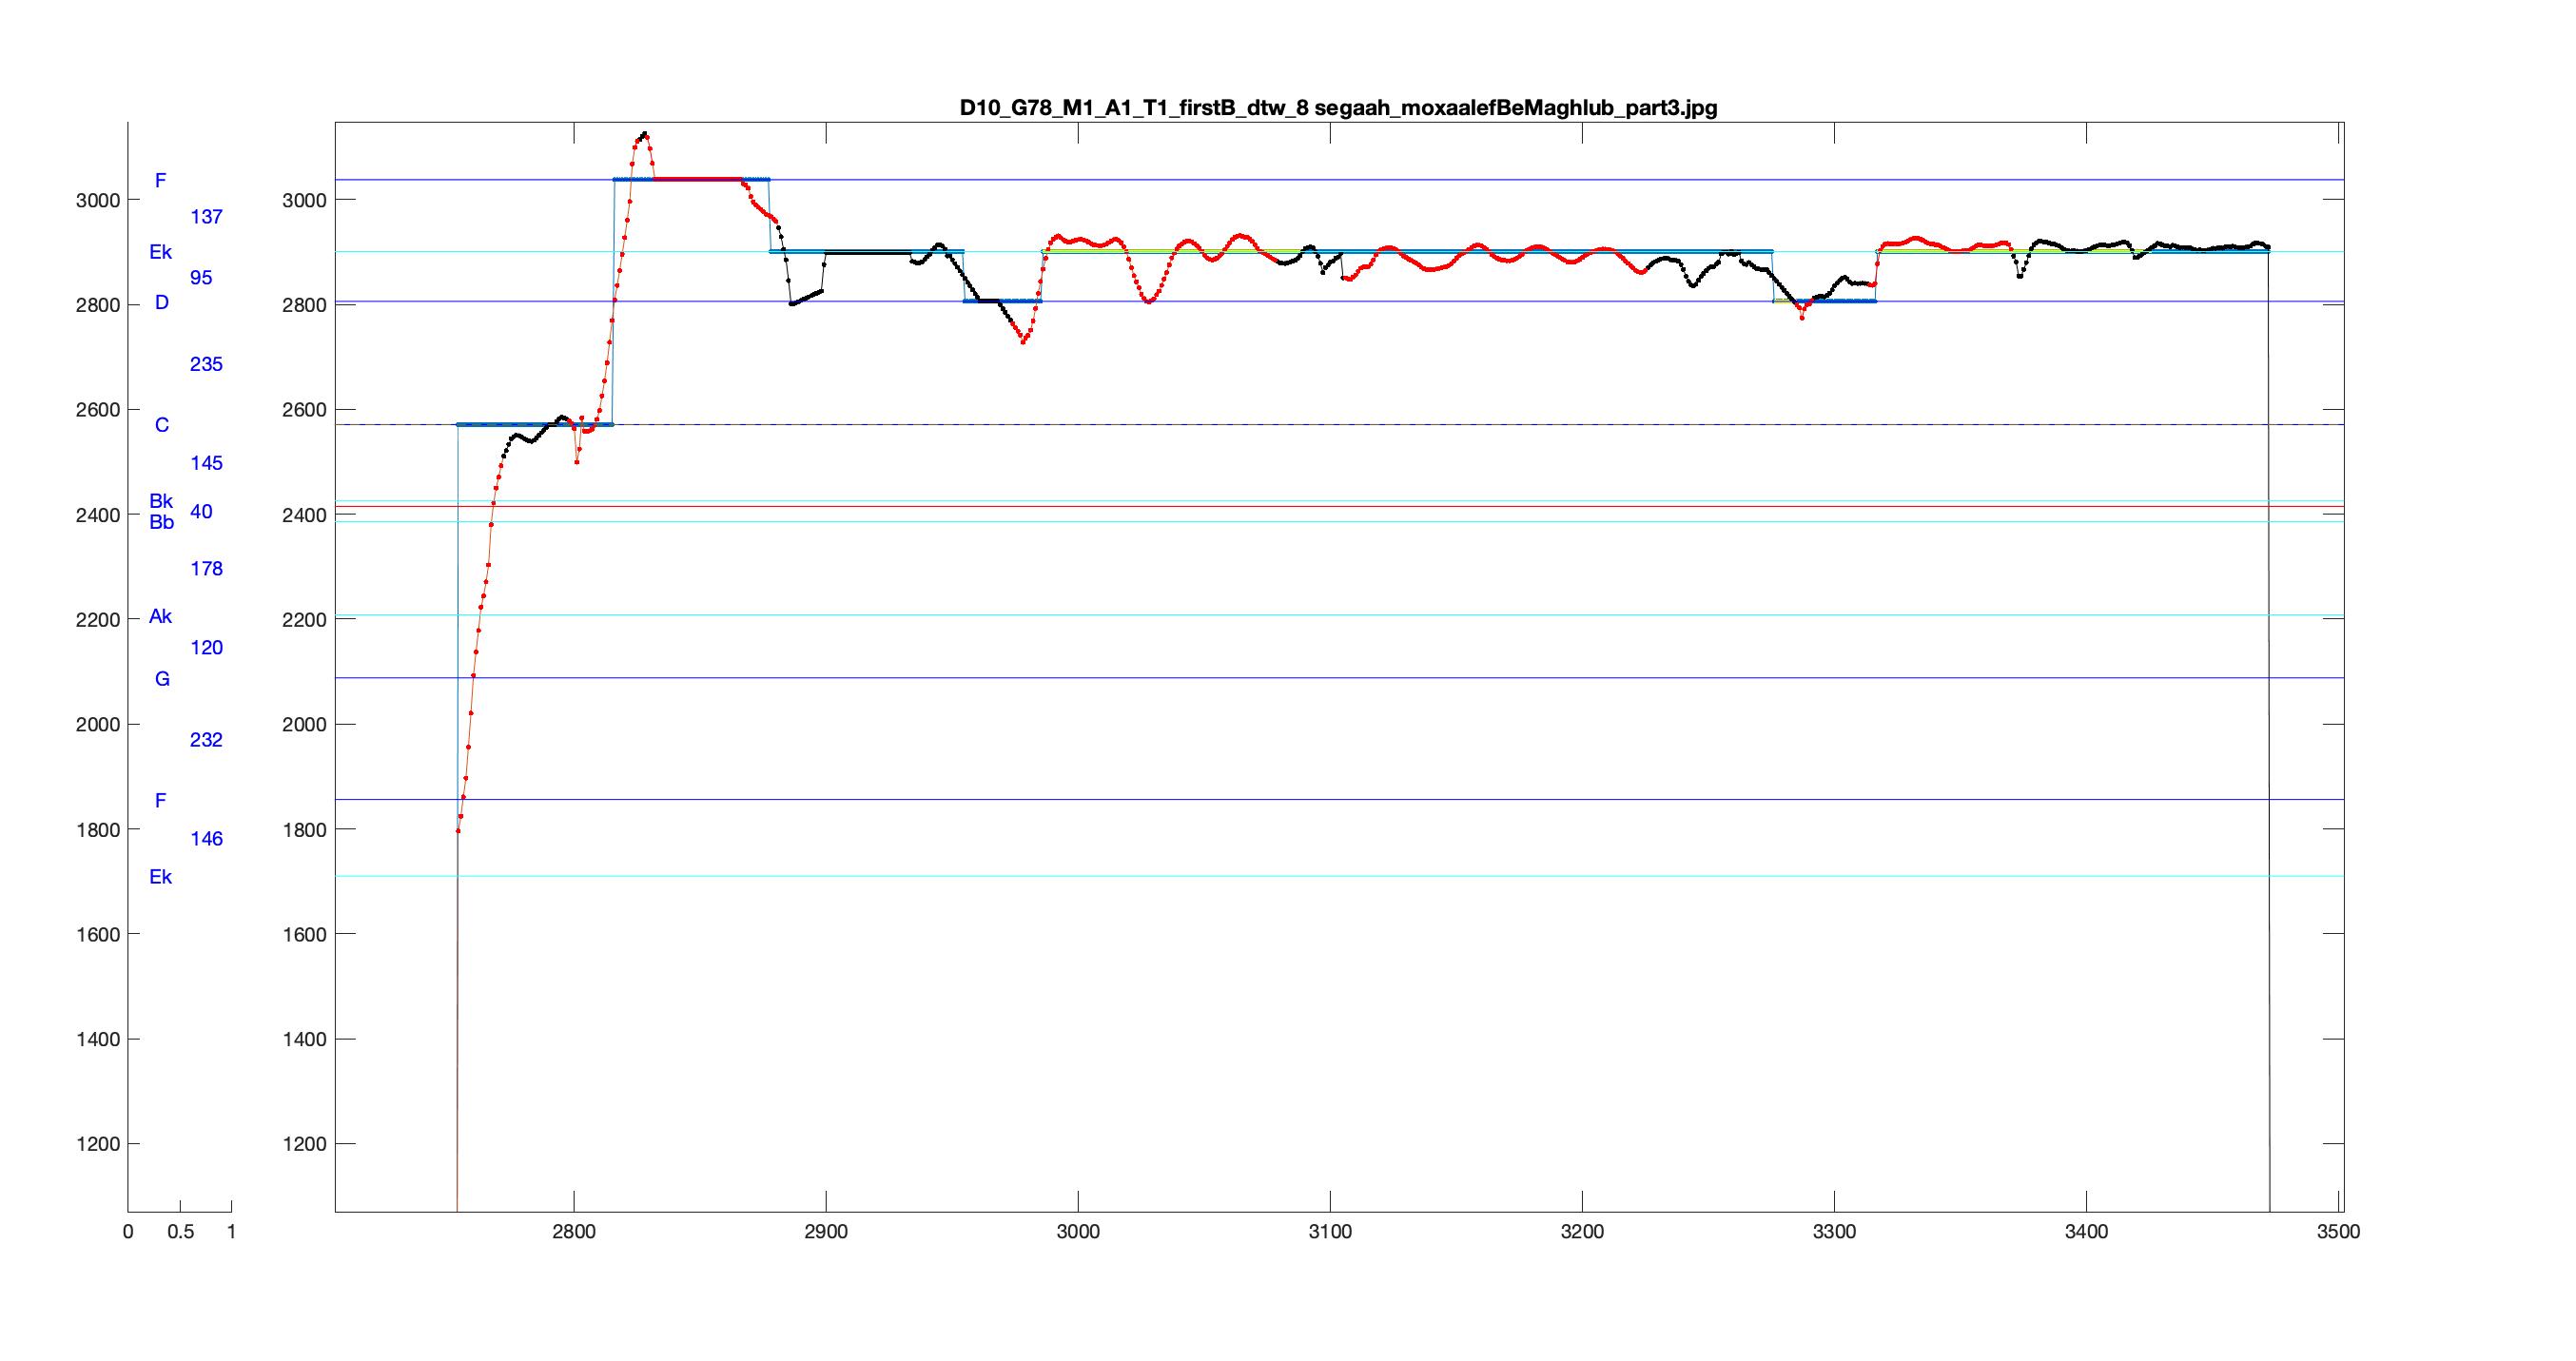 D10_G78_M1_A1_T1_firstB_dtw_8 segaah_moxaalefBeMaghlub_part3.jpg
F
3000 3000
137
Ek
95
2800 D 2800
235
2600 2600
C
145
Bk
2400 40 2400
Bb
178
2200 Ak 2200
120
G
2000 2000
232
F
1800 146 1800
Ek
1600 1600
1400 1400
1200 1200
0 0.5 1 2800 2900 3000 3100 3200 3300 3400 3500